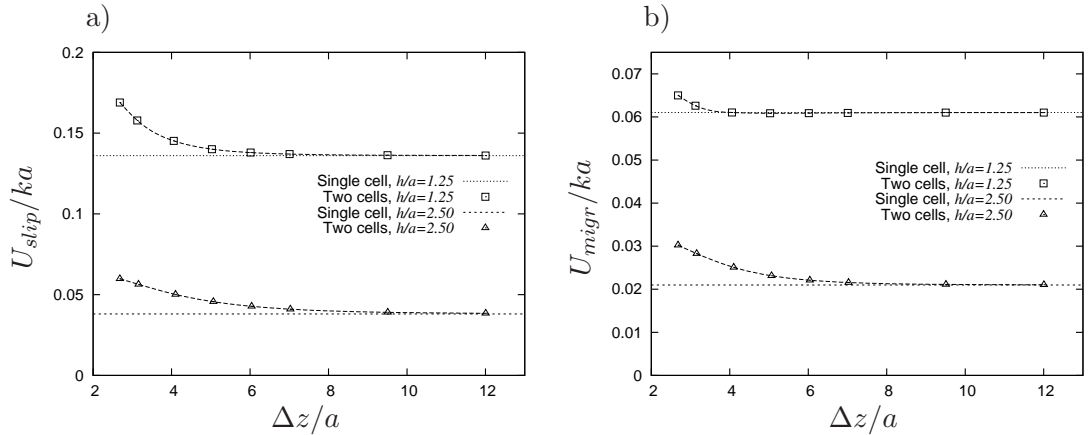 a)
0.2
0.15
0.1
0.05
0
U_slip/ka
Single cell, h/a=1.25
Two cells, h/a=1.25
Single cell, h/a=2.50
Two cells, h/a=2.50
2 4 6 8 10 12
Δz/a
b)
0.07
0.06
0.05
0.04
0.03
0.02
0.01
0
U_migr/ka
Single cell, h/a=1.25
Two cells, h/a=1.25
Single cell, h/a=2.50
Two cells, h/a=2.50
2 4 6 8 10 12
Δz/a